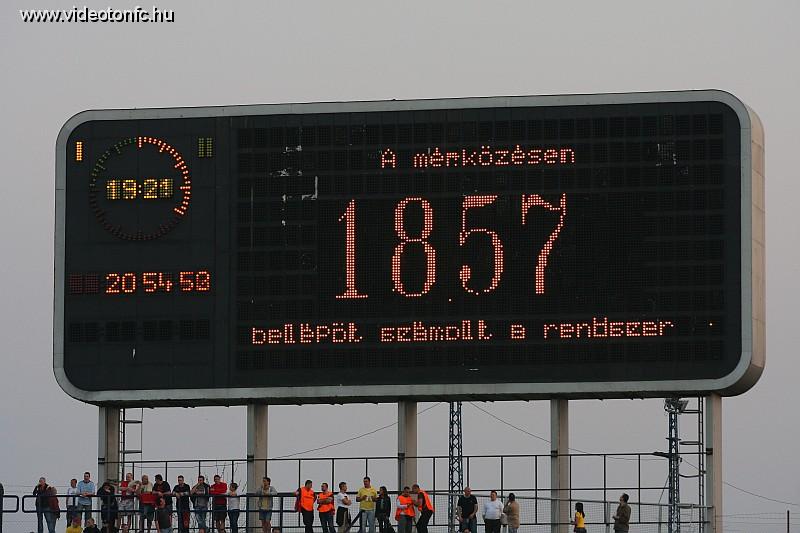 www.videotonfc.hu
I II
19:21
20 54 50
A mérkőzésen
1857
belépőt számolt a rendszer